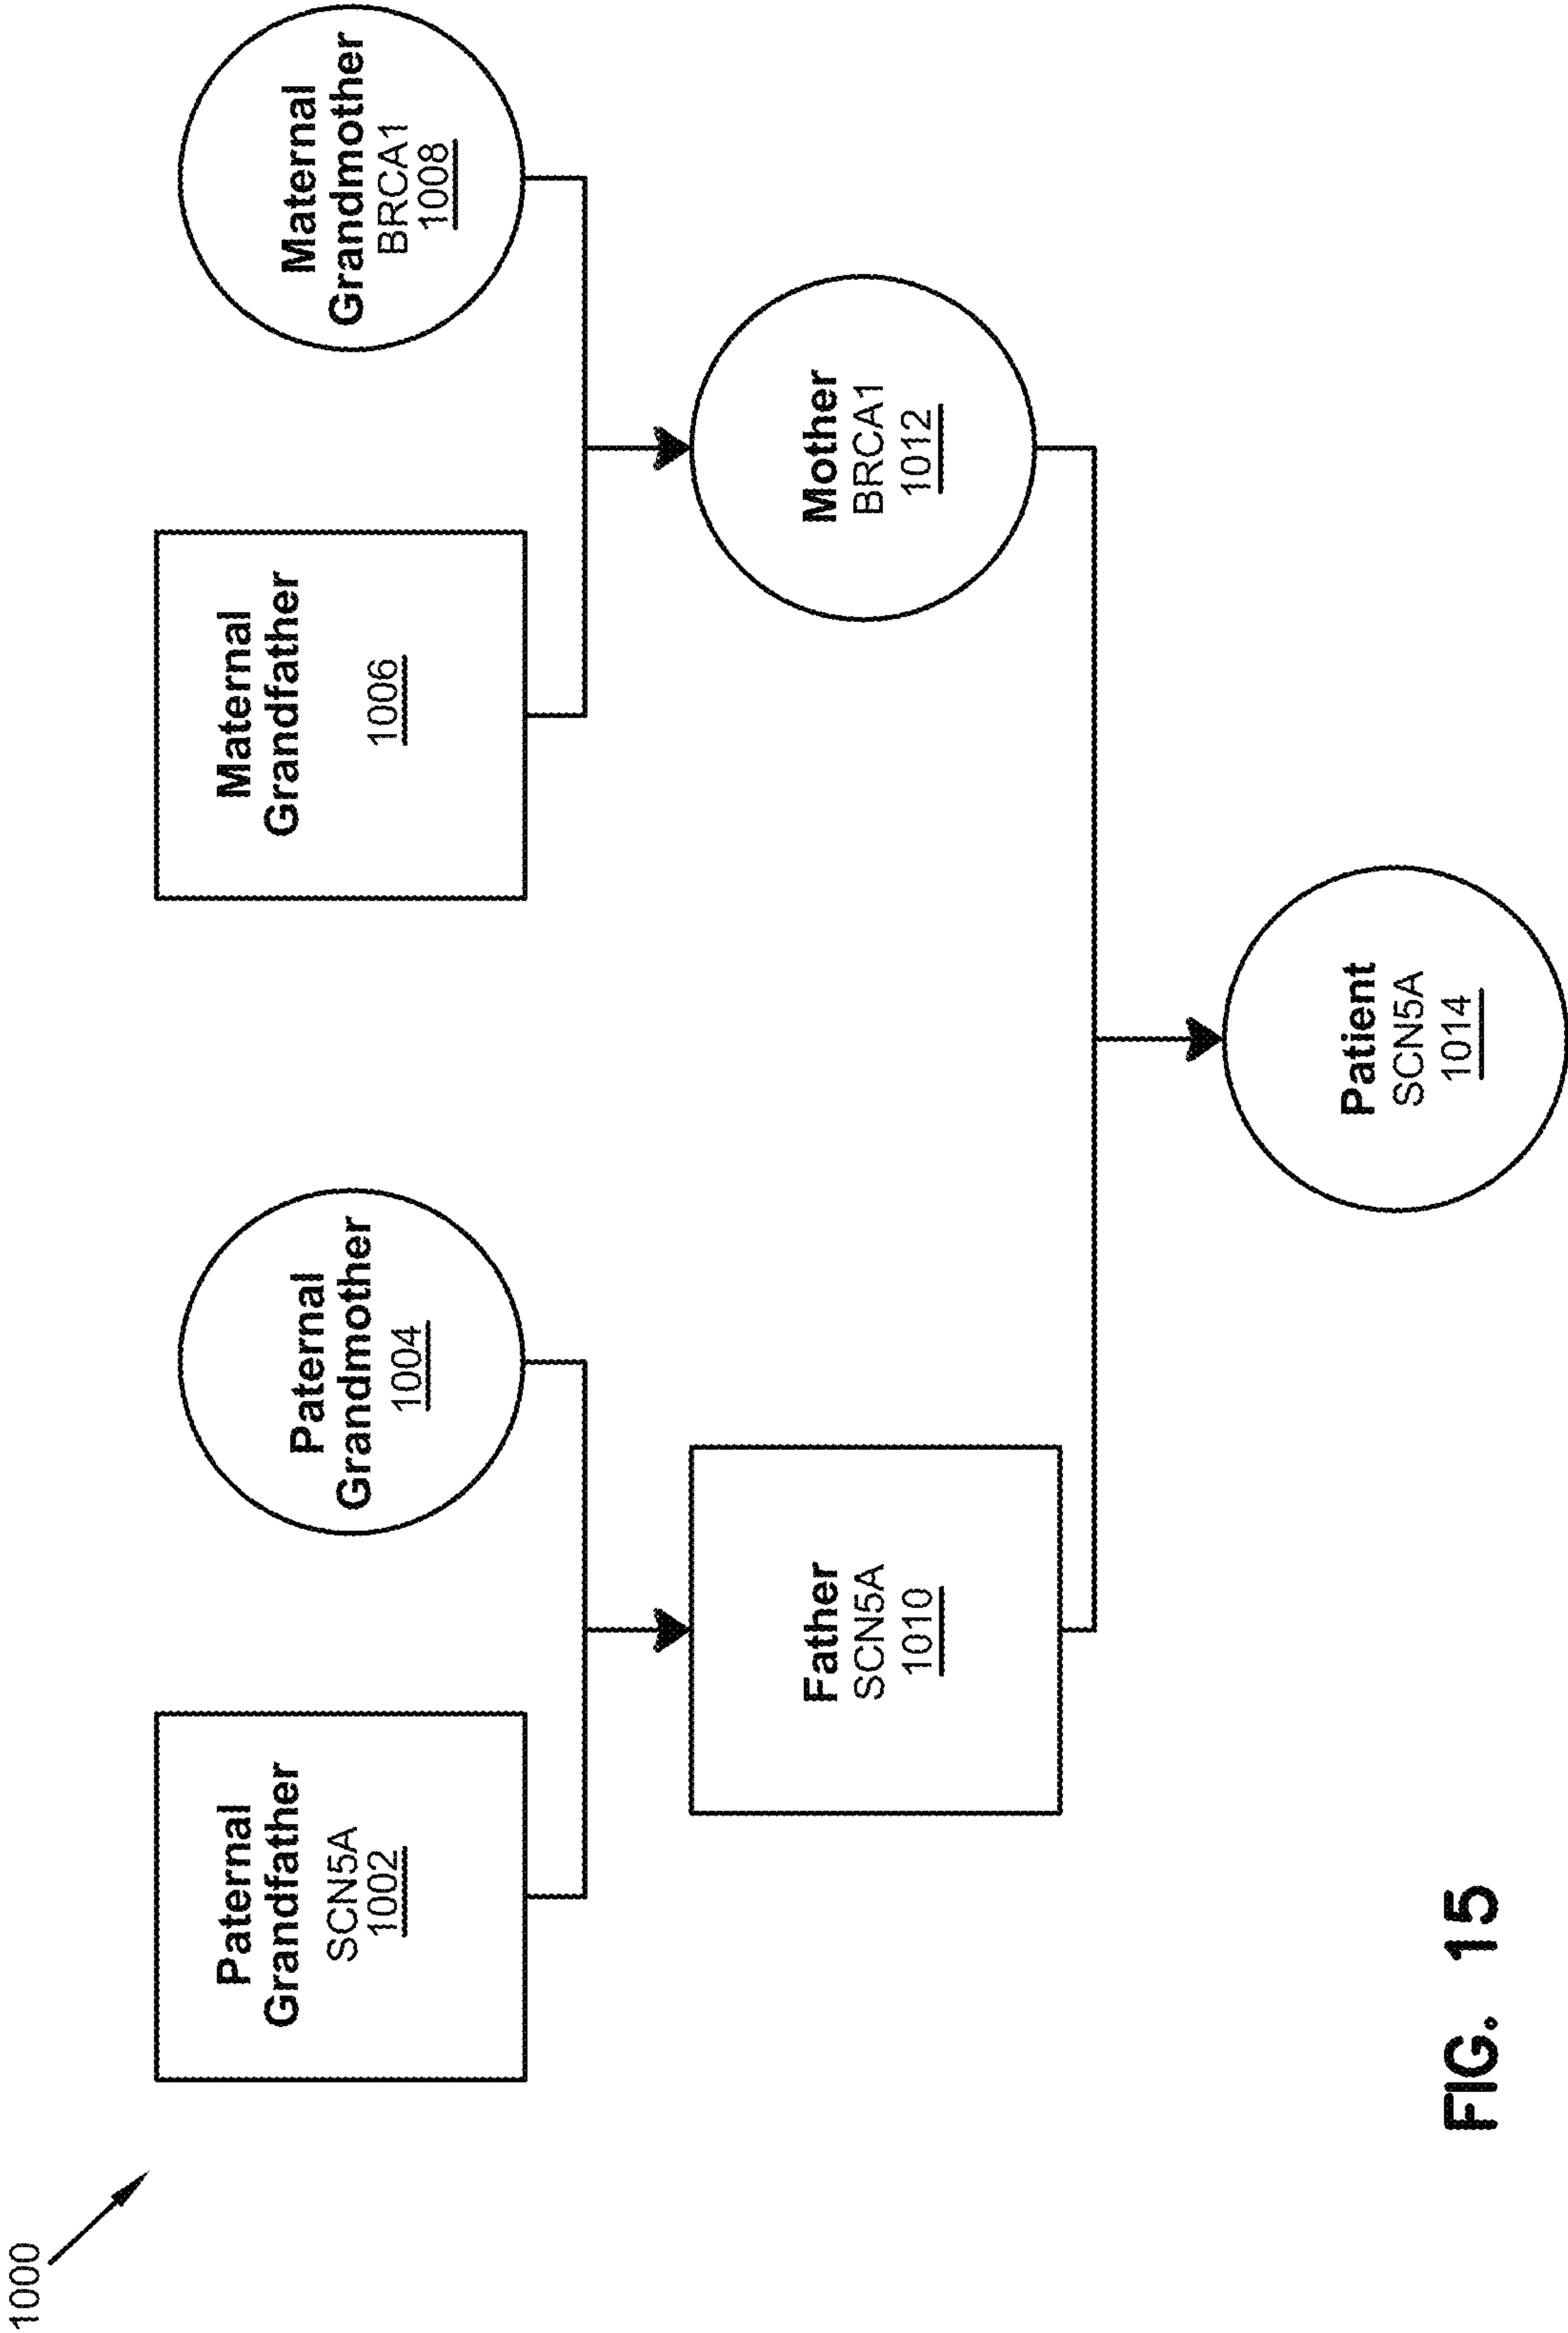 1000
Paternal
Grandfather
SCN5A
1002
Paternal
Grandmother
1004
Maternal
Grandfather
1006
Maternal
Grandmother
BRCA1
1008
Father
SCN5A
1010
Mother
BRCA1
1012
Patient
SCN5A
1014
FIG. 15